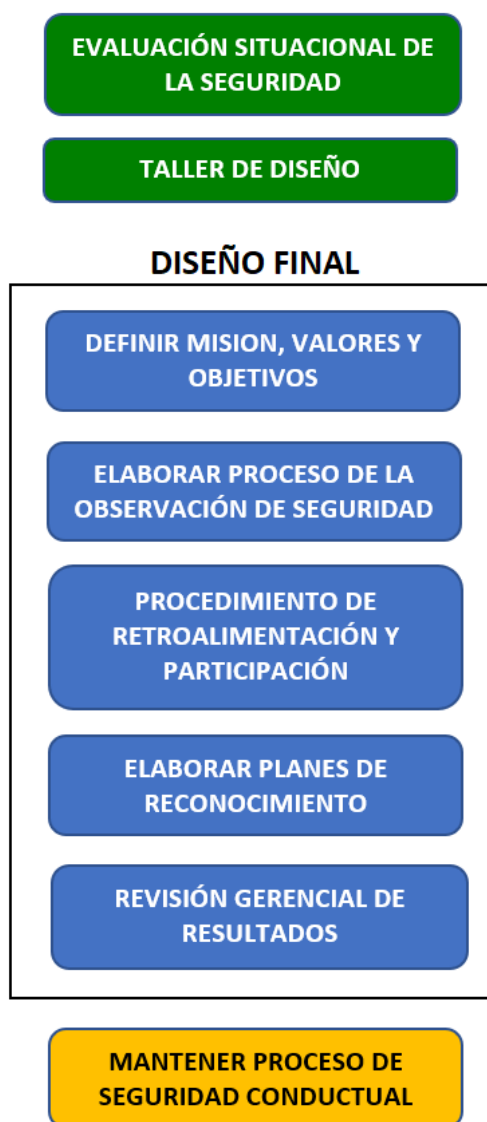 EVALUACIÓN SITUACIONAL DE
LA SEGURIDAD
TALLER DE DISEÑO
DISEÑO FINAL
DEFINIR MISION, VALORES Y
OBJETIVOS
ELABORAR PROCESO DE LA
OBSERVACIÓN DE SEGURIDAD
PROCEDIMIENTO DE
RETROALIMENTACIÓN Y
PARTICIPACIÓN
ELABORAR PLANES DE
RECONOCIMIENTO
REVISIÓN GERENCIAL DE
RESULTADOS
MANTENER PROCESO DE
SEGURIDAD CONDUCTUAL